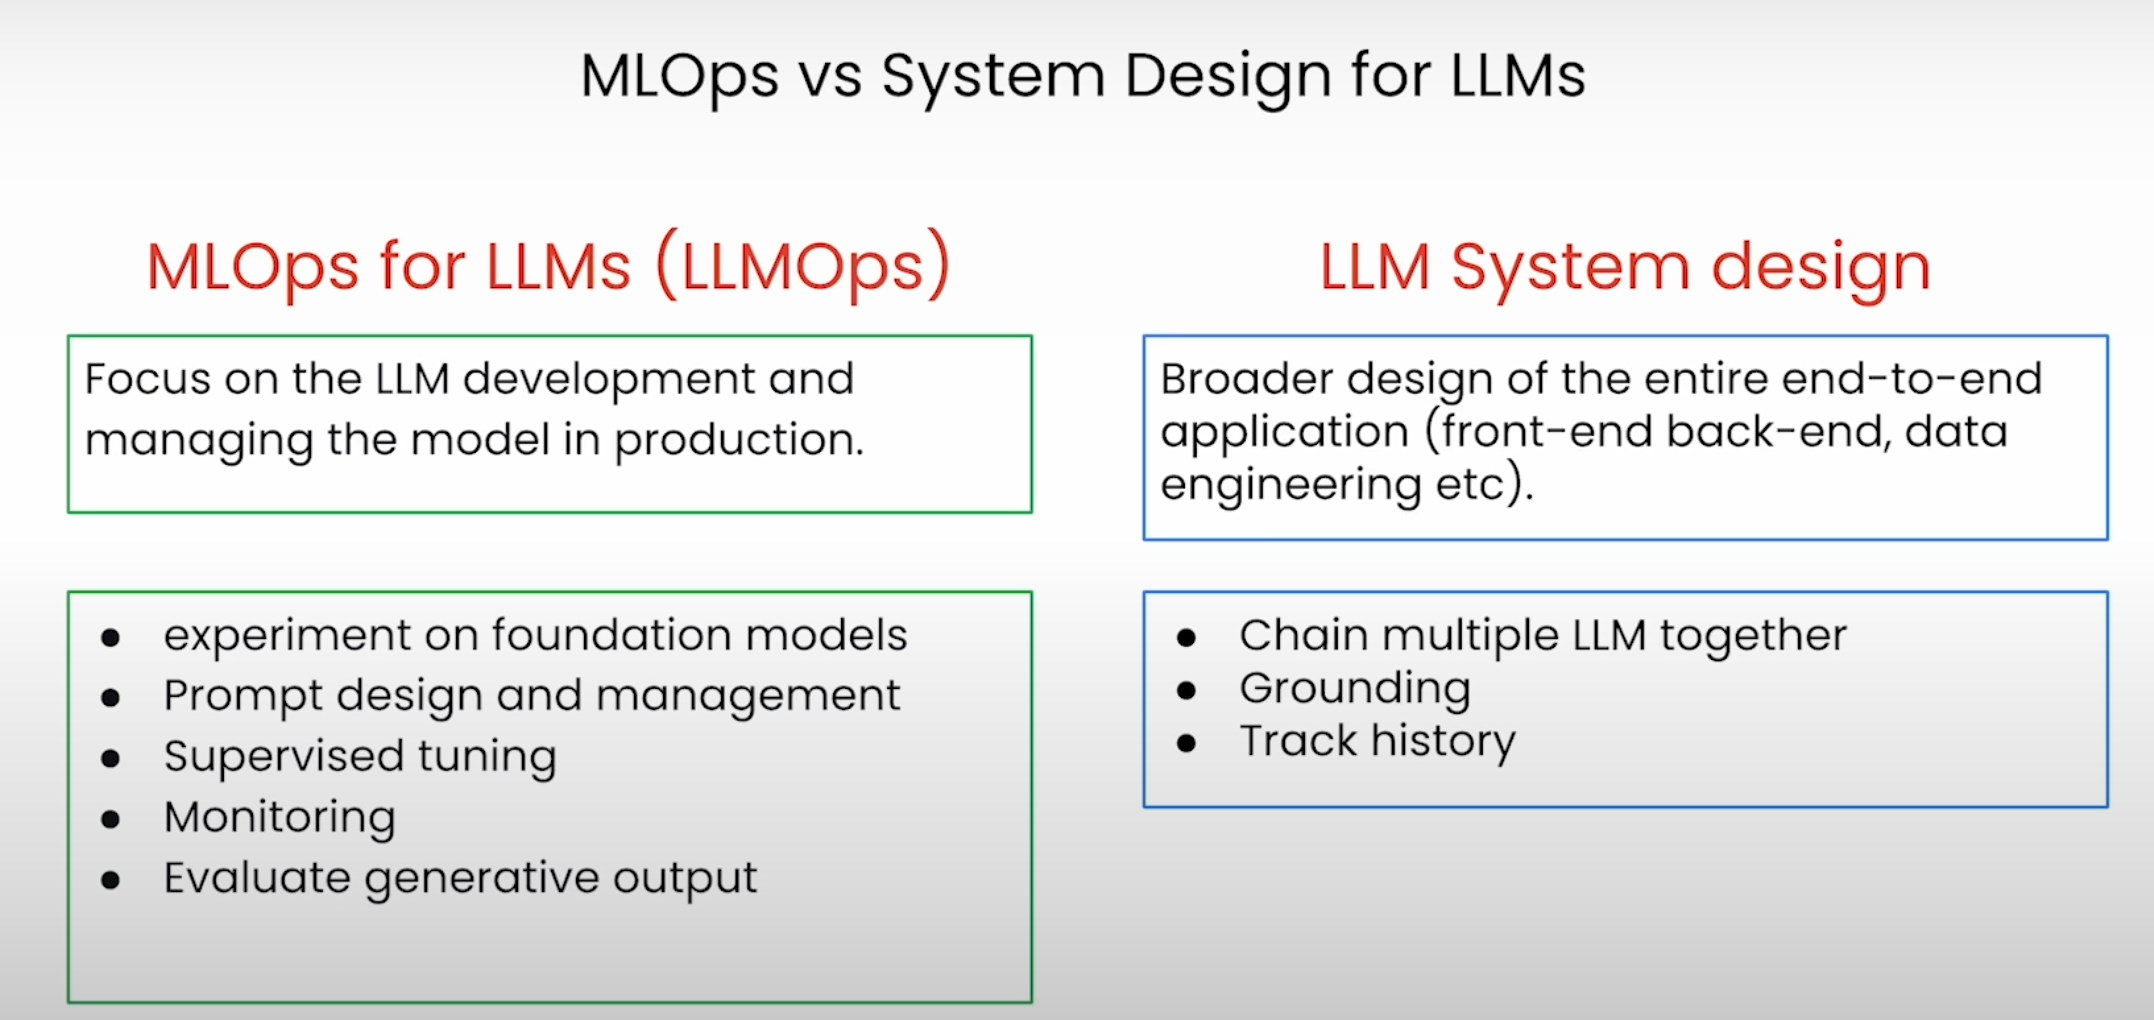 MLOps vs System Design for LLMs
MLOps for LLMs (LLMOps)
Focus on the LLM development and
managing the model in production.
● experiment on foundation models
● Prompt design and management
● Supervised tuning
● Monitoring
● Evaluate generative output
LLM System design
Broader design of the entire end-to-end
application (front-end back-end, data
engineering etc).
● Chain multiple LLM together
● Grounding
● Track history